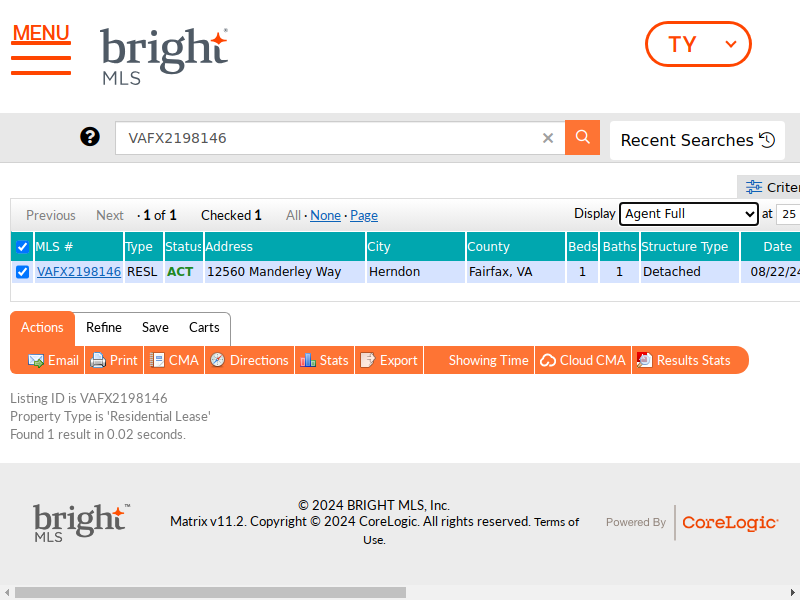 MENU
bright
MLS
TY
VAFX2198146
Recent Searches
Previous Next · 1 of 1 Checked 1 All · None · Page Display Agent Full at 25
MLS # Type Status Address City County Beds Baths Structure Type Date
VAFX2198146 RESL ACT 12560 Manderley Way Herndon Fairfax, VA 1 1 Detached 08/22/24
Actions Refine Save Carts
Email Print CMA Directions Stats Export Showing Time Cloud CMA Results Stats
Listing ID is VAFX2198146
Property Type is 'Residential Lease'
Found 1 result in 0.02 seconds.
bright™
MLS
© 2024 BRIGHT MLS, Inc.
Matrix v11.2. Copyright © 2024 CoreLogic. All rights reserved. Terms of
Use.
Powered By CoreLogic